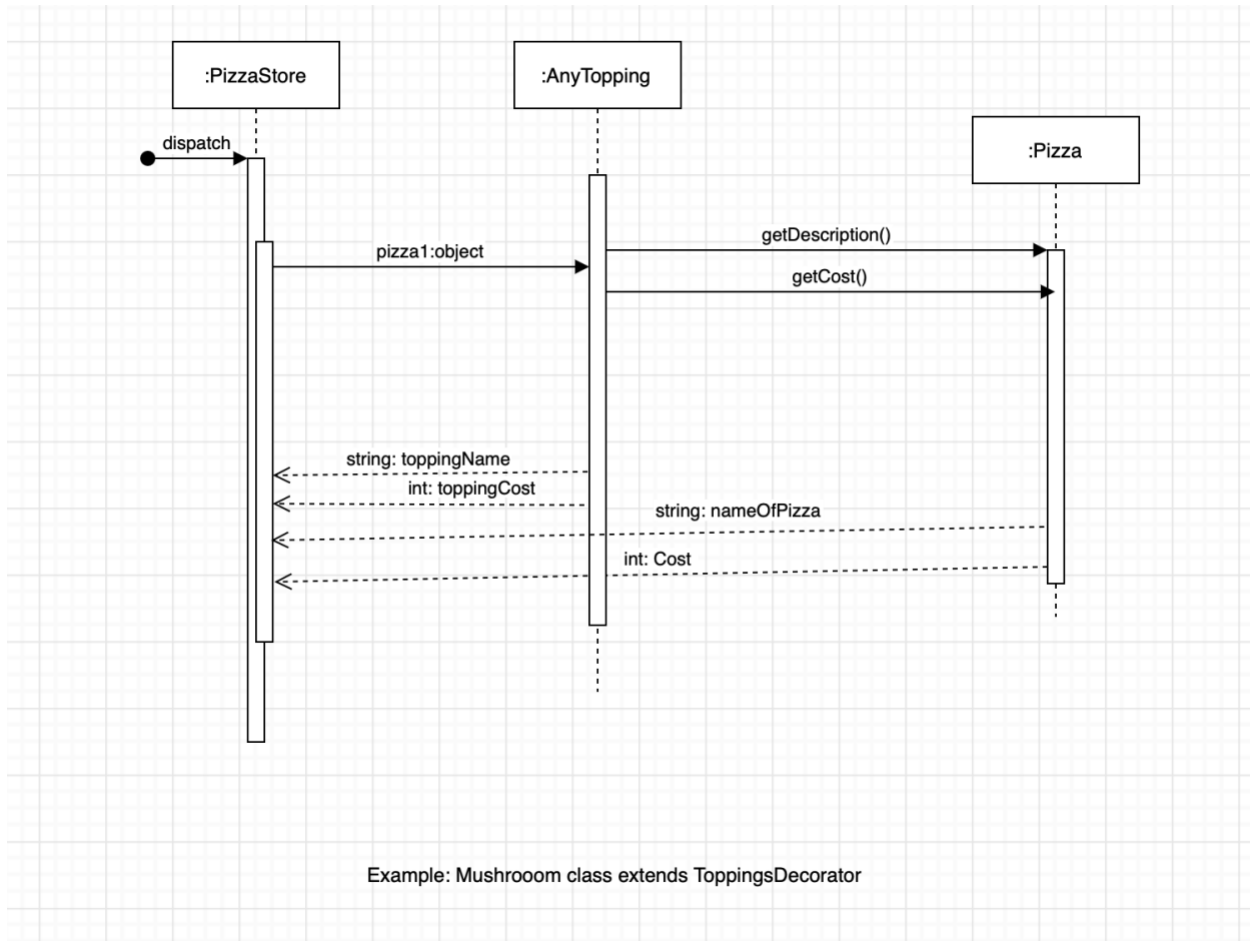 :PizzaStore
:AnyTopping
:Pizza
dispatch
getDescription()
pizza1:object
getCost()
string: toppingName
int: toppingCost
string: nameOfPizza
int: Cost
Example: Mushrooom class extends ToppingsDecorator